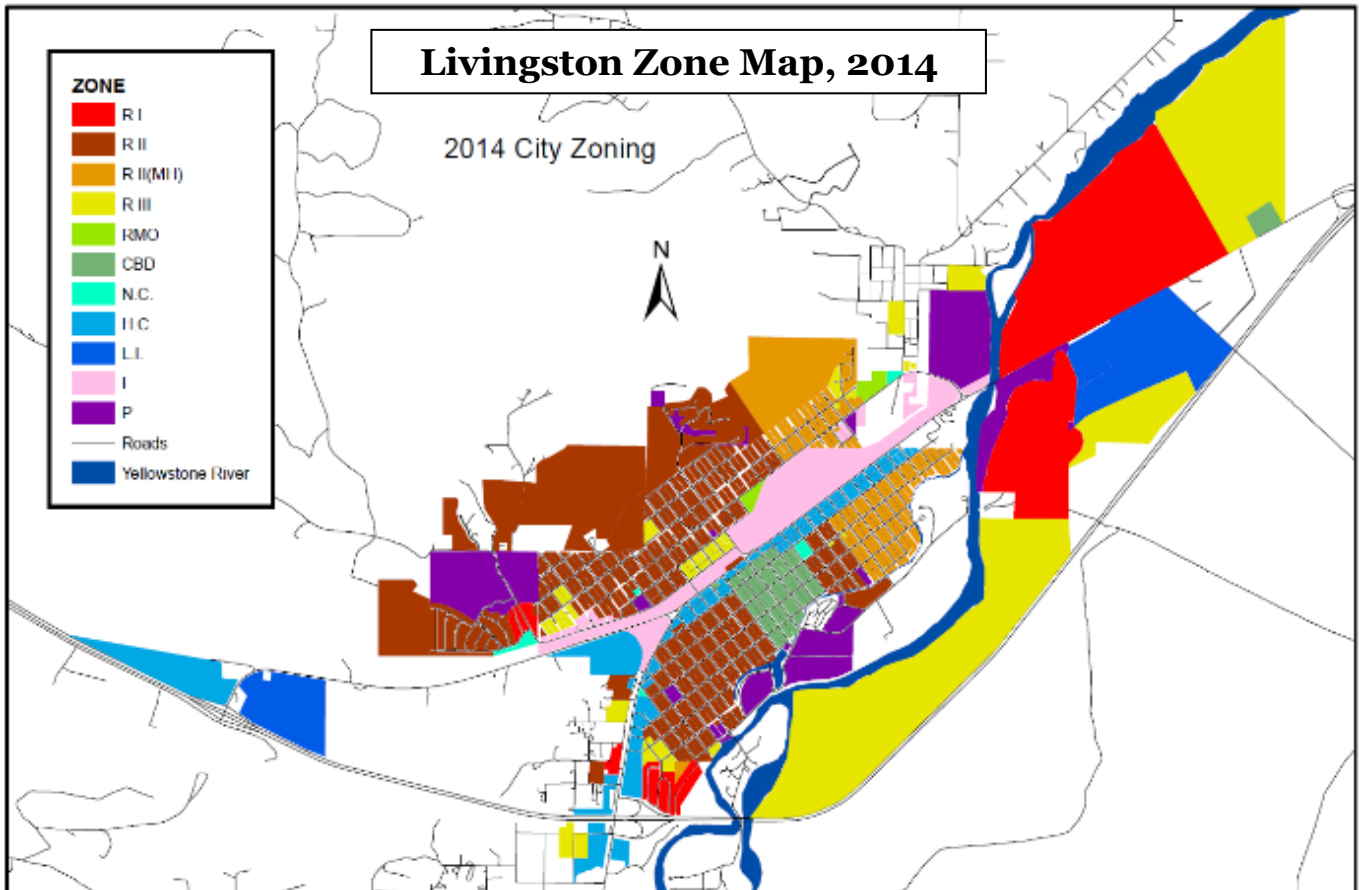 Livingston Zone Map, 2014
2014 City Zoning
N
ZONE
R I
R II
R II(MH)
R III
RMO
CBD
N.C.
H.C.
L.I.
I
P
Roads
Yellowstone River